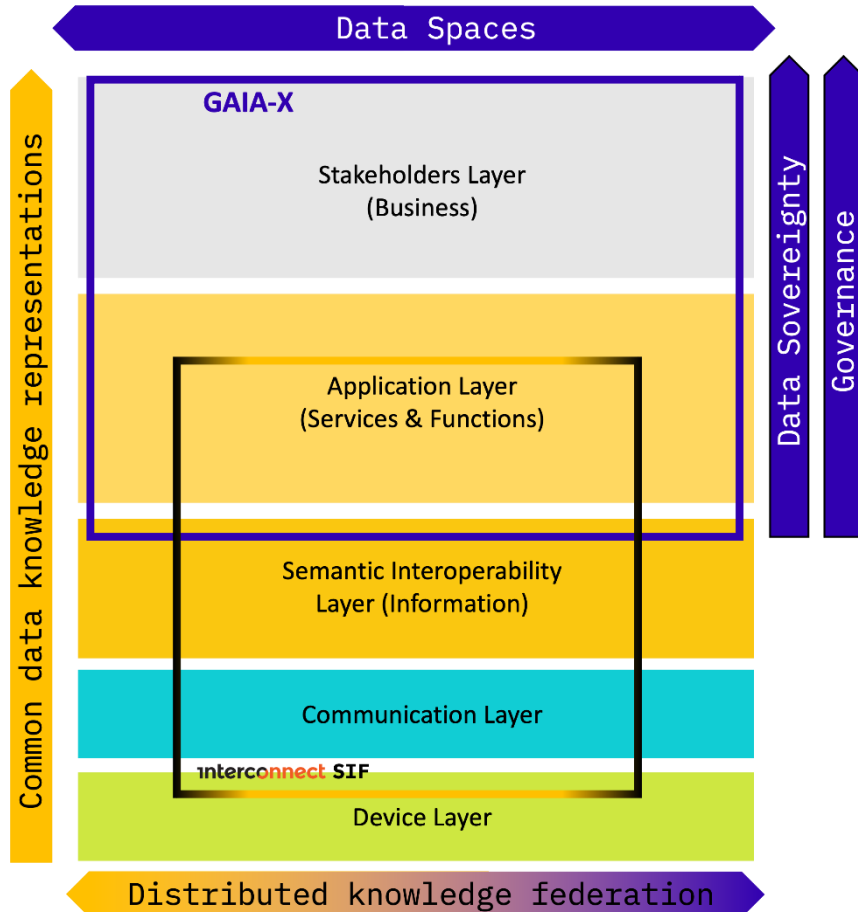 Data Spaces
GAIA-X
Stakeholders Layer
(Business)
Application Layer
(Services & Functions)
Semantic Interoperability
Layer (Information)
Communication Layer
interconnect SIF
Device Layer
Distributed knowledge federation
Common data knowledge representations
Data Sovereignty
Governance